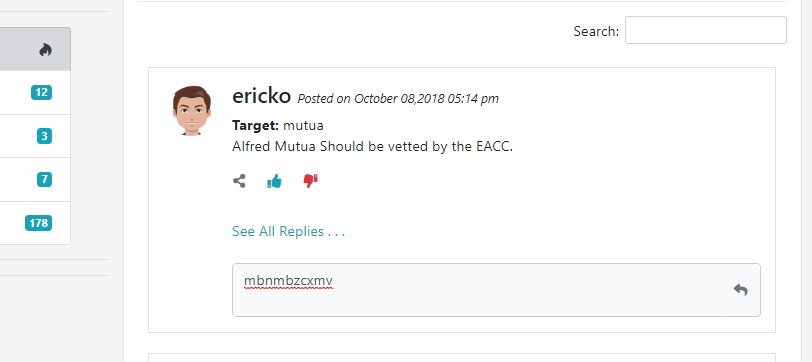 Search:
12
3
7
178
ericko Posted on October 08,2018 05:14 pm
Target: mutua
Alfred Mutua Should be vetted by the EACC.
See All Replies . . .
mbnmbzcxmv